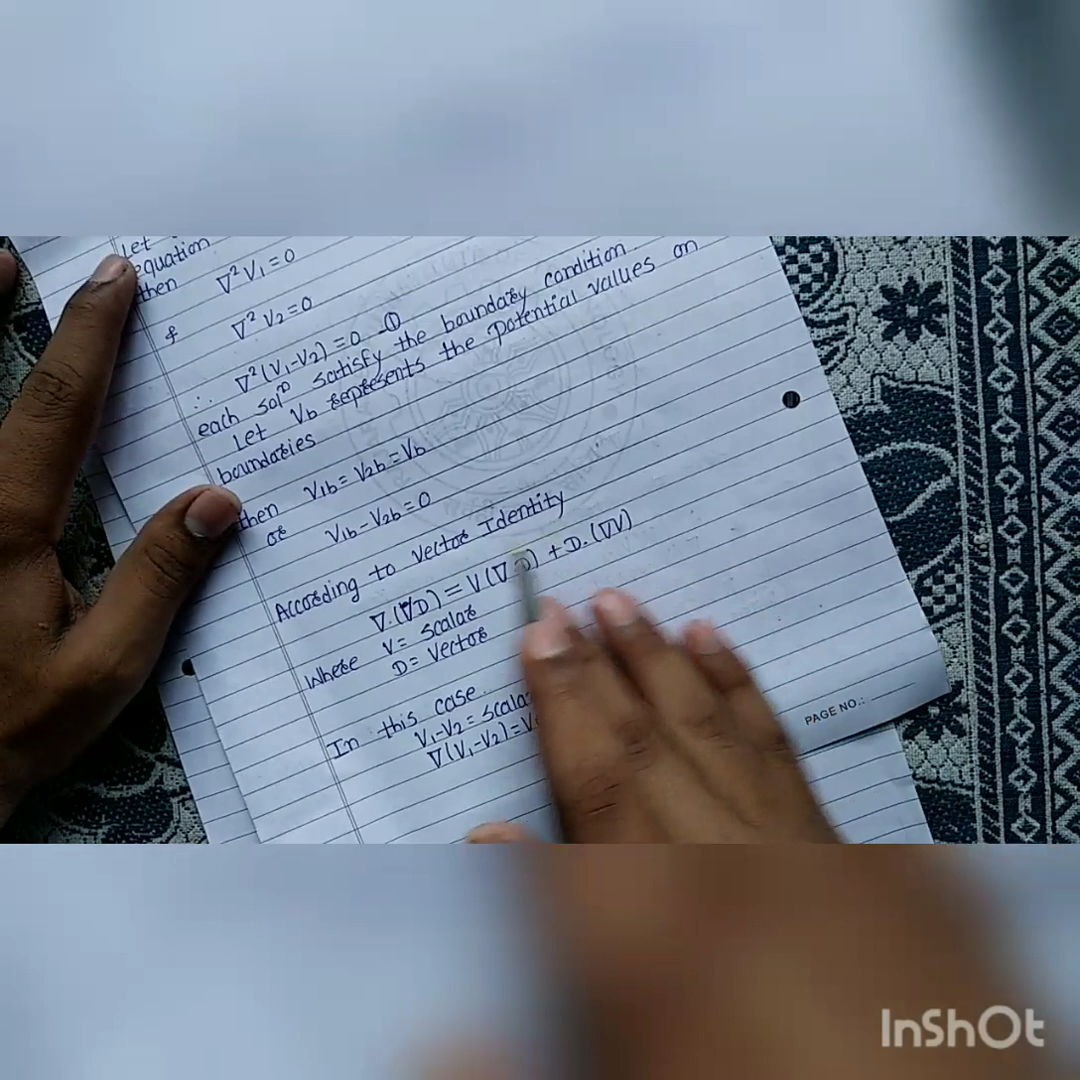 Let
equation
then ∇²V₁=0
& ∇²V₂=0
∴ ∇²(V₁-V₂)=0 -①
each solⁿ satisfy the boundary condition.
Let Vb represents the potential values on
boundaries
then V₁b=V₂b=Vb
or V₁b-V₂b=0
According to Vector Identity
∇.(VD)=V(∇.D)+D.(∇V)
Where V= scalar
D= Vector
In this case.
V₁-V₂=
∇(V₁-V₂)=
PAGE NO.:
InShOt